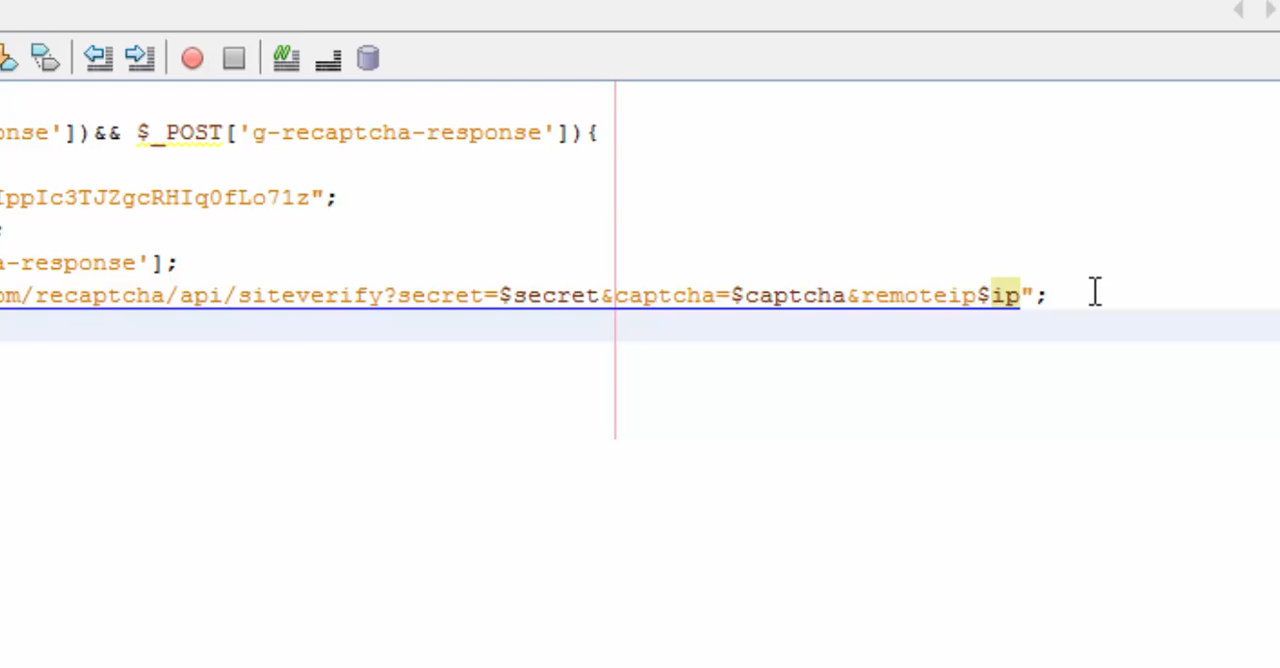 onse'])&& $_POST['g-recaptcha-response']){
IppIc3TJZgcRHIq0fLo71z";
;
a-response'];
om/recaptcha/api/siteverify?secret=$secret&captcha=$captcha&remoteip$ip";